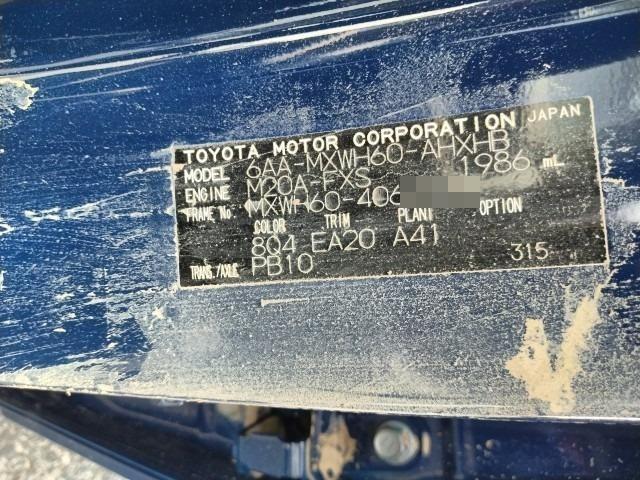 TOYOTA MOTOR CORPORATION JAPAN
MODEL 6AA-MXWH60-AHXHB
ENGINE M20A-FXS 1986 mL
FRAME No. MXWH60-406
COLOR TRIM PLANT OPTION
8Q4 EA20 A41
TRANS./AXLE PB10 315